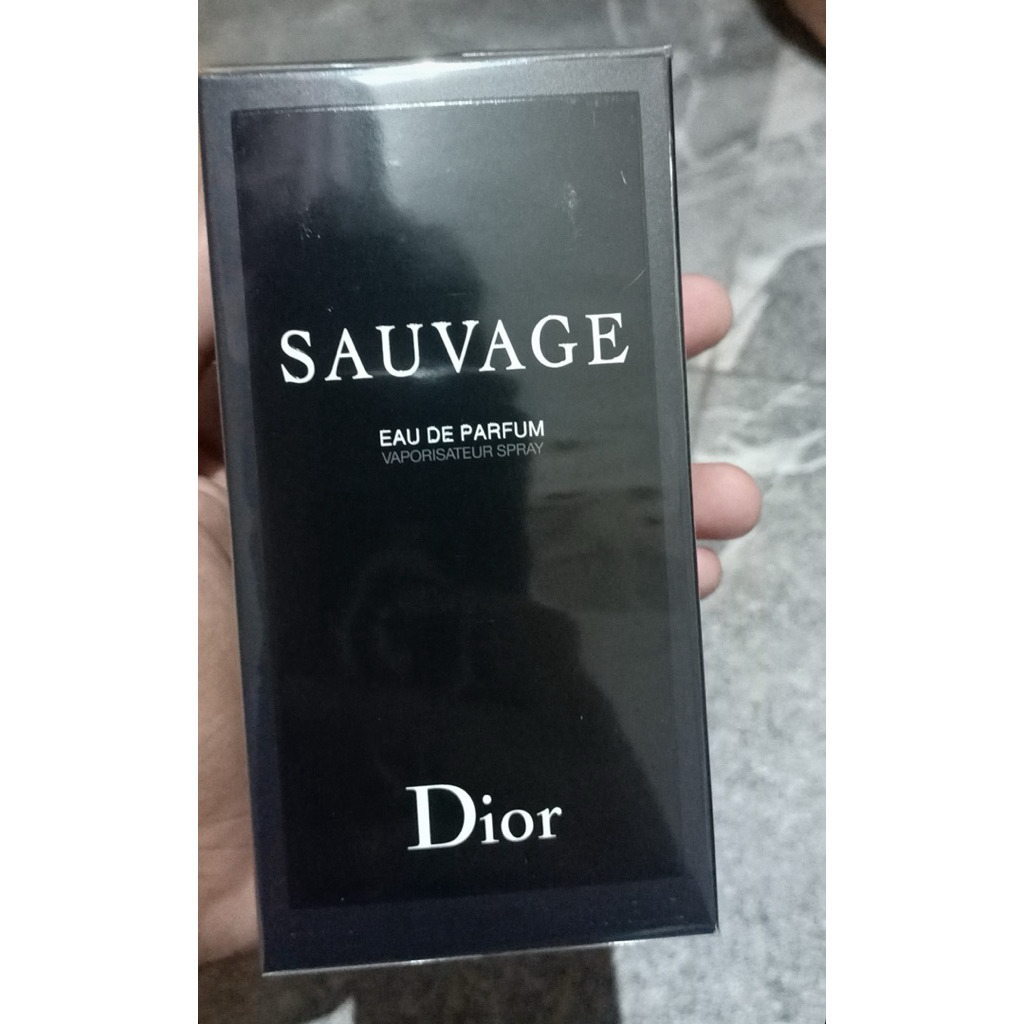 SAUVAGE
EAU DE PARFUM
VAPORISATEUR SPRAY
Dior